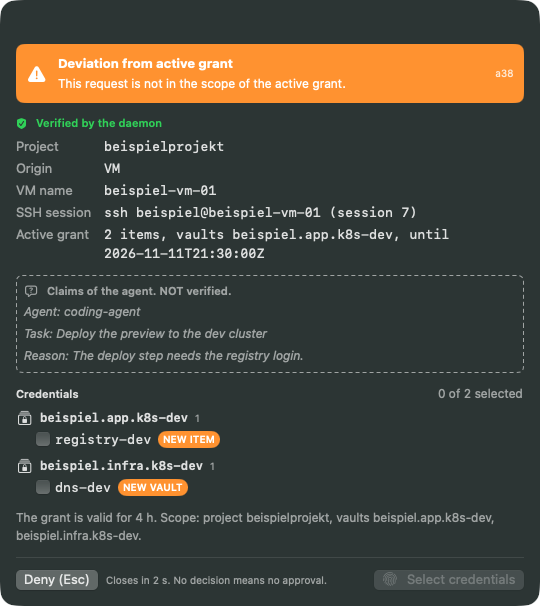 Deviation from active grant
This request is not in the scope of the active grant.
a38
Verified by the daemon
Project beispielprojekt
Origin VM
VM name beispiel-vm-01
SSH session ssh beispiel@beispiel-vm-01 (session 7)
Active grant 2 items, vaults beispiel.app.k8s-dev, until
2026-11-11T21:30:00Z
Claims of the agent. NOT verified.
Agent: coding-agent
Task: Deploy the preview to the dev cluster
Reason: The deploy step needs the registry login.
Credentials 0 of 2 selected
beispiel.app.k8s-dev 1
registry-dev NEW ITEM
beispiel.infra.k8s-dev 1
dns-dev NEW VAULT
The grant is valid for 4 h. Scope: project beispielprojekt, vaults beispiel.app.k8s-dev,
beispiel.infra.k8s-dev.
Deny (Esc) Closes in 2 s. No decision means no approval. Select credentials